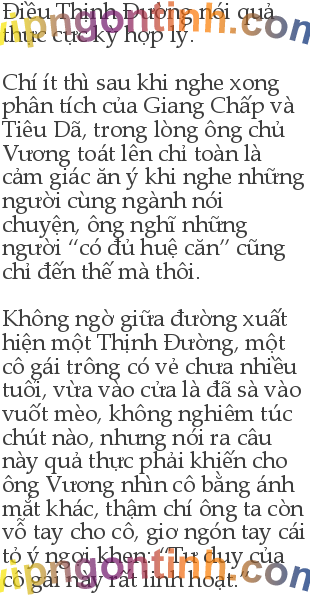 Điều Thịnh Đường nói quả
thực cực kỳ hợp lý.
Chí ít thì sau khi nghe xong
phân tích của Giang Chấp và
Tiêu Dã, trong lòng ông chủ
Vương toát lên chỉ toàn là
cảm giác ăn ý khi nghe những
người cùng ngành nói
chuyện, ông nghĩ những
người “có đủ huệ căn” cũng
chỉ đến thế mà thôi.
Không ngờ giữa đường xuất
hiện một Thịnh Đường, một
cô gái trông có vẻ chưa nhiều
tuổi, vừa vào cửa là đã sà vào
vuốt mèo, không nghiêm túc
chút nào, nhưng nói ra câu
này quả thực phải khiến cho
ông Vương nhìn cô bằng ánh
mắt khác, thậm chí ông ta còn
vỗ tay cho cô, giơ ngón tay cái
tỏ ý ngợi khen: “Tư duy của
cô gái này rất linh hoạt.”
vipngontinh.com
vipngontinh.com